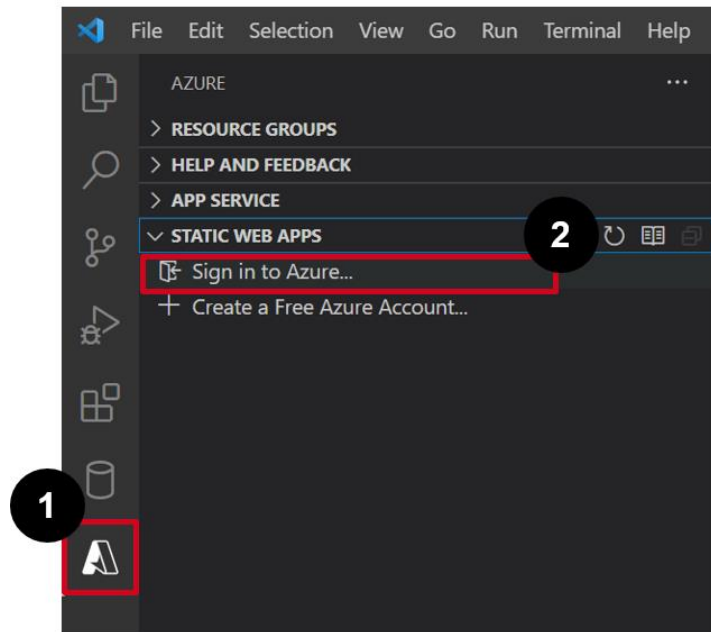 File Edit Selection View Go Run Terminal Help
AZURE
RESOURCE GROUPS
HELP AND FEEDBACK
APP SERVICE
STATIC WEB APPS
2
Sign in to Azure...
Create a Free Azure Account...
1